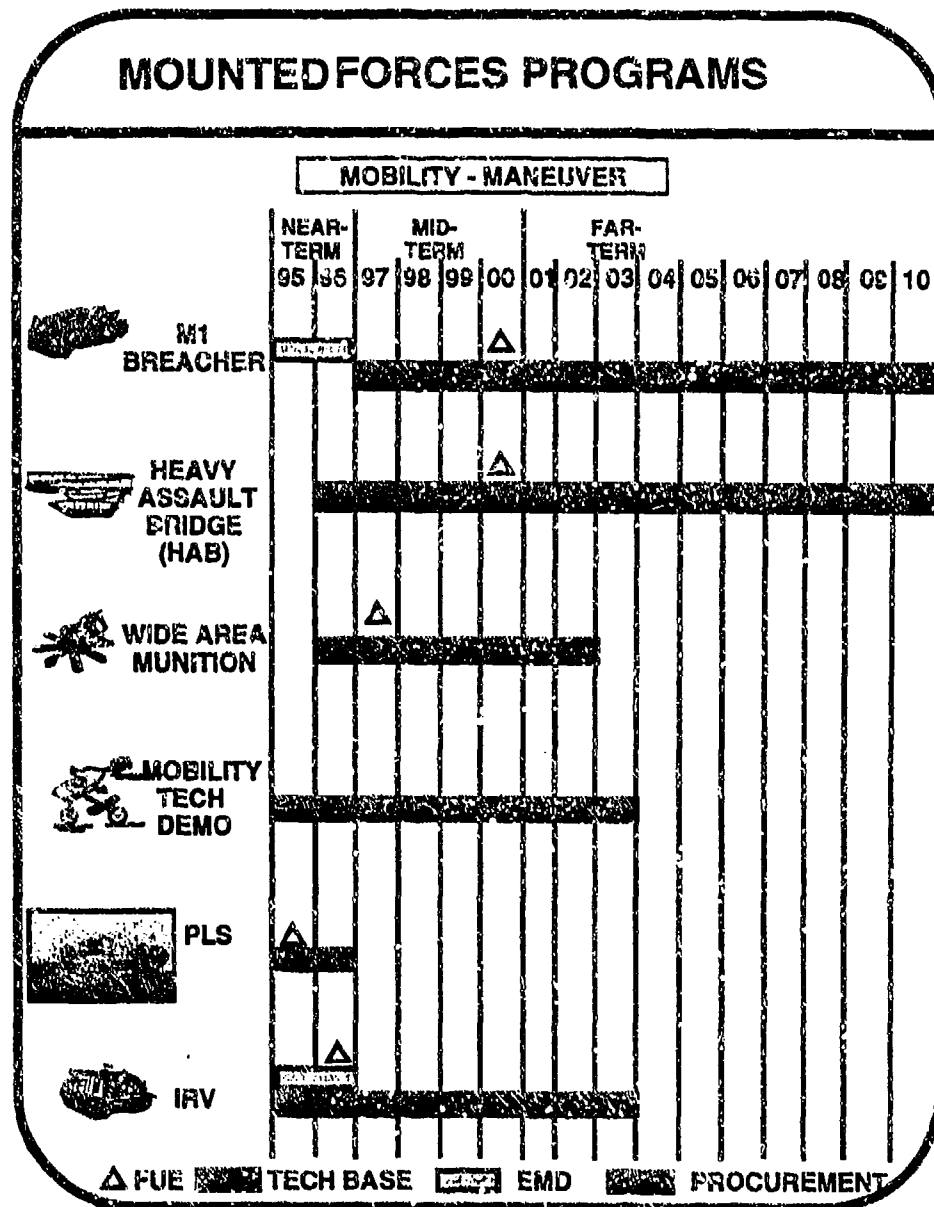 MOUNTED FORCES PROGRAMS
MOBILITY - MANEUVER
NEAR-
TERM
MID-
TERM
FAR-
TERM
95 96 97 98 99 00 01 02 03 04 05 06 07 08 09 10
M1
BREACHER
HEAVY
ASSAULT
BRIDGE
(HAB)
WIDE AREA
MUNITION
MOBILITY
TECH
DEMO
PLS
IRV
FUE TECH BASE EMD PROCUREMENT